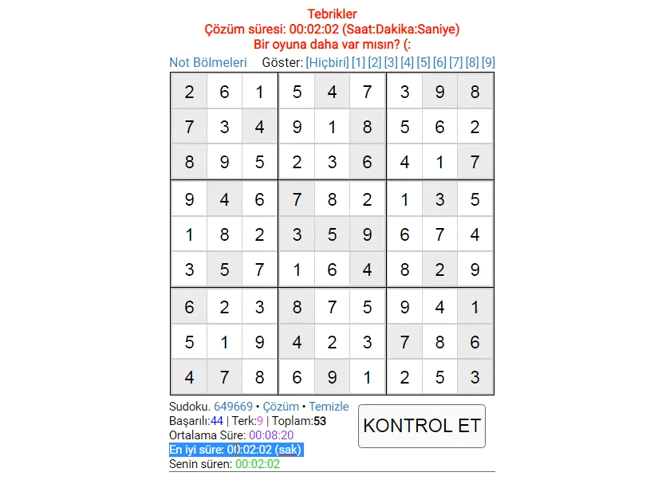 Tebrikler
Çözüm süresi: 00:02:02 (Saat:Dakika:Saniye)
Bir oyuna daha var mısın? (:
Not Bölmeleri Göster: [Hiçbiri] [1] [2] [3] [4] [5] [6] [7] [8] [9]
2 6 1 5 4 7 3 9 8
7 3 4 9 1 8 5 6 2
8 9 5 2 3 6 4 1 7
9 4 6 7 8 2 1 3 5
1 8 2 3 5 9 6 7 4
3 5 7 1 6 4 8 2 9
6 2 3 8 7 5 9 4 1
5 1 9 4 2 3 7 8 6
4 7 8 6 9 1 2 5 3
Sudoku. 649669 • Çözüm • Temizle
Başarılı:44 | Terk:9 | Toplam:53
KONTROL ET
Ortalama Süre: 00:08:20
En iyi süre: 00:02:02 (sak)
Senin süren: 00:02:02